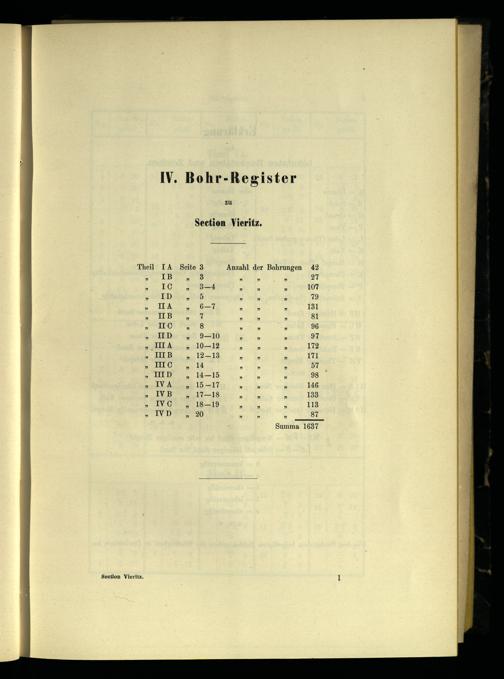 IV. Bohr-Register
zu
Section Vieritz.
Theil I A Seite 3 Anzahl der Bohrungen 42
„ I B „ 3 „ „ „ 27
„ I C „ 3—4 „ „ „ 107
„ I D „ 5 „ „ „ 79
„ II A „ 6—7 „ „ „ 131
„ II B „ 7 „ „ „ 81
„ II C „ 8 „ „ „ 96
„ II D „ 9—10 „ „ „ 97
„ III A „ 10—12 „ „ „ 172
„ III B „ 12—13 „ „ „ 171
„ III C „ 14 „ „ „ 57
„ III D „ 14—15 „ „ „ 98
„ IV A „ 15—17 „ „ „ 146
„ IV B „ 17—18 „ „ „ 133
„ IV C „ 18—19 „ „ „ 113
„ IV D „ 20 „ „ „ 87
Summa 1637
Section Vieritz. 1